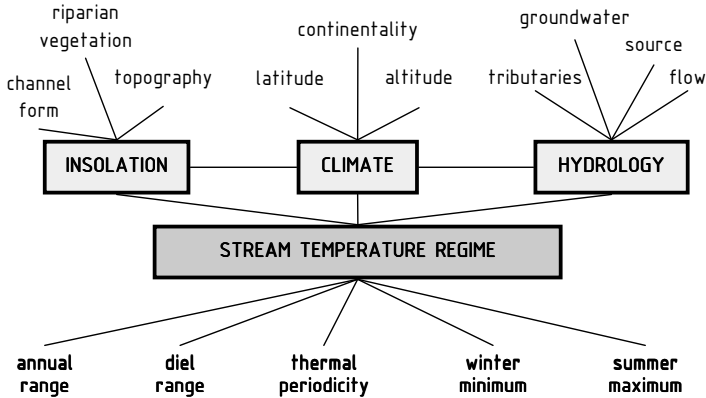 riparian
vegetation
channel
form
topography
continentality
latitude
altitude
groundwater
source
tributaries
flow
INSOLATION
CLIMATE
HYDROLOGY
STREAM TEMPERATURE REGIME
annual
range
diel
range
thermal
periodicity
winter
minimum
summer
maximum